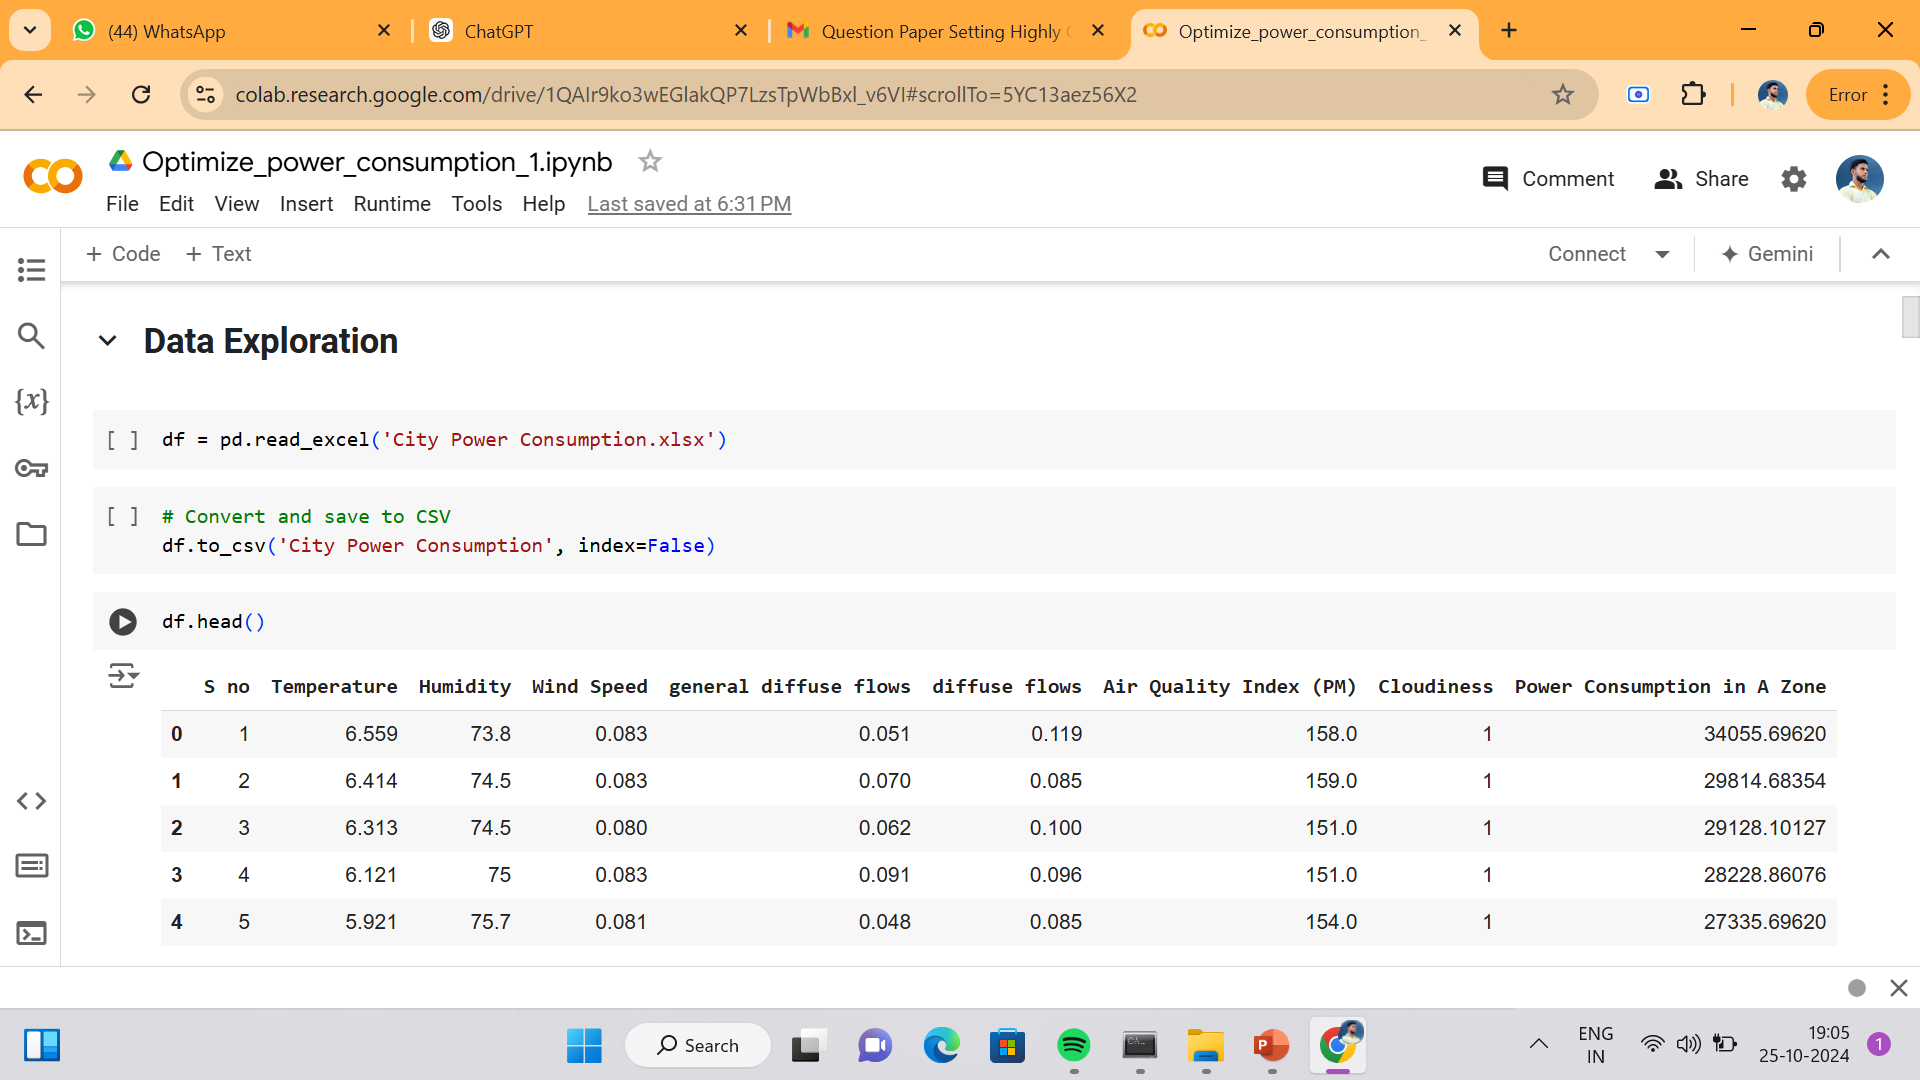 (44) WhatsApp
ChatGPT
Question Paper Setting Highly
Optimize_power_consumption_
colab.research.google.com/drive/1QAIr9ko3wEGlakQP7LzsTpWbBxl_v6VI#scrollTo=5YC13aez56X2
Error
Optimize_power_consumption_1.ipynb
Comment
Share
File Edit View Insert Runtime Tools Help Last saved at 6:31 PM
+ Code + Text
Connect
Gemini
Data Exploration
[ ] df = pd.read_excel('City Power Consumption.xlsx')
[ ] # Convert and save to CSV
df.to_csv('City Power Consumption', index=False)
df.head()
S no Temperature Humidity Wind Speed general diffuse flows diffuse flows Air Quality Index (PM) Cloudiness Power Consumption in A Zone
0 1 6.559 73.8 0.083 0.051 0.119 158.0 1 34055.69620
1 2 6.414 74.5 0.083 0.070 0.085 159.0 1 29814.68354
2 3 6.313 74.5 0.080 0.062 0.100 151.0 1 29128.10127
3 4 6.121 75 0.083 0.091 0.096 151.0 1 28228.86076
4 5 5.921 75.7 0.081 0.048 0.085 154.0 1 27335.69620
Search
ENG
IN
19:05
25-10-2024
1